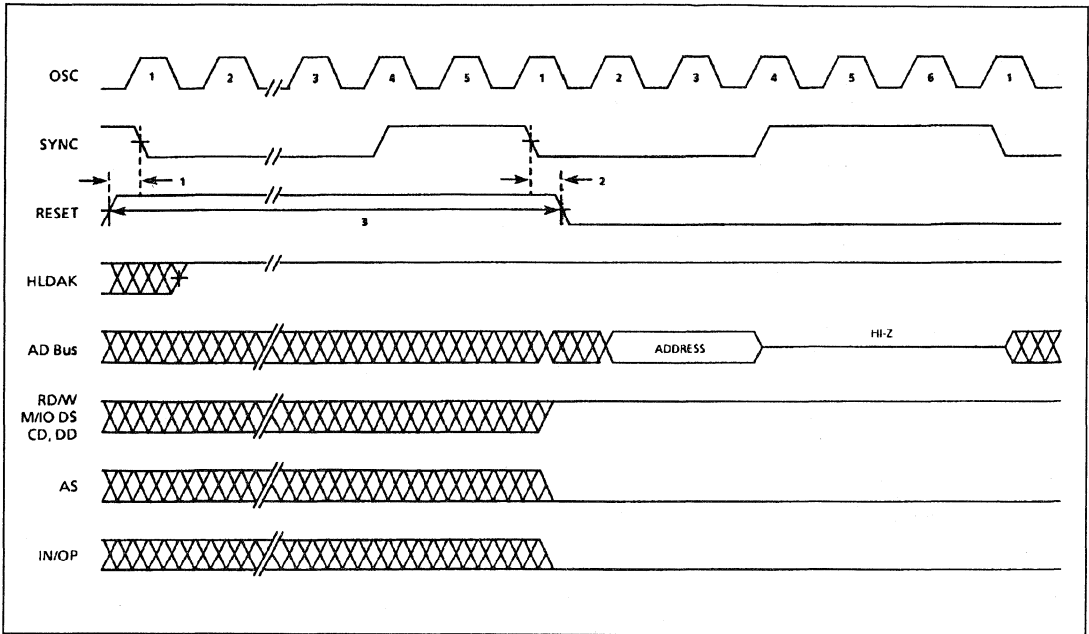 OSC 1 2 3 4 5 1 2 3 4 5 6 1
SYNC
1 2
RESET
3
HLDAK
AD Bus ADDRESS HI-Z
RD/W
M/IO DS
CD, DD
AS
IN/OP